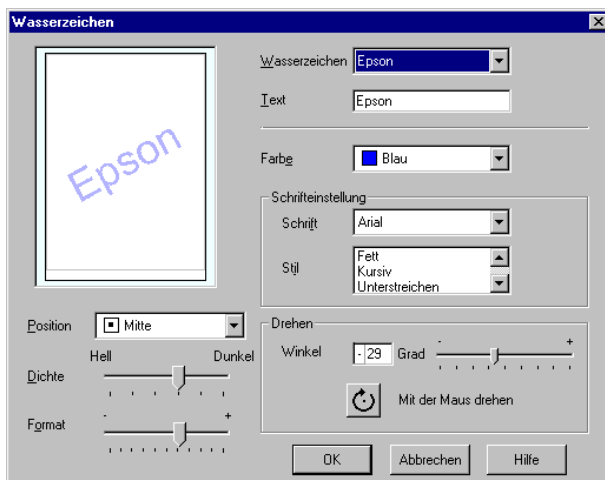 Wasserzeichen
Epson
Wasserzeichen Epson
Text Epson
Farbe Blau
Schrifteinstellung
Schrift Arial
Stil
Fett
Kursiv
Unterstreichen
Position Mitte
Hell Dunkel
Dichte
Format - +
Drehen
Winkel -29 Grad - +
Mit der Maus drehen
OK Abbrechen Hilfe